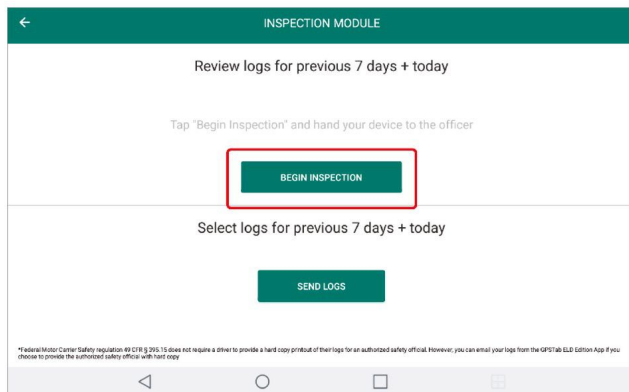 INSPECTION MODULE
Review logs for previous 7 days + today
Tap "Begin Inspection" and hand your device to the officer
BEGIN INSPECTION
Select logs for previous 7 days + today
SEND LOGS
*Federal Motor Carrier Safety regulation 49 CFR § 395.15 does not require a driver to provide a hard copy printout of their logs for an authorized safety official. However, you can email your logs from the GPSTab ELD Edition App if you
choose to provide the authorized safety official with hard copy